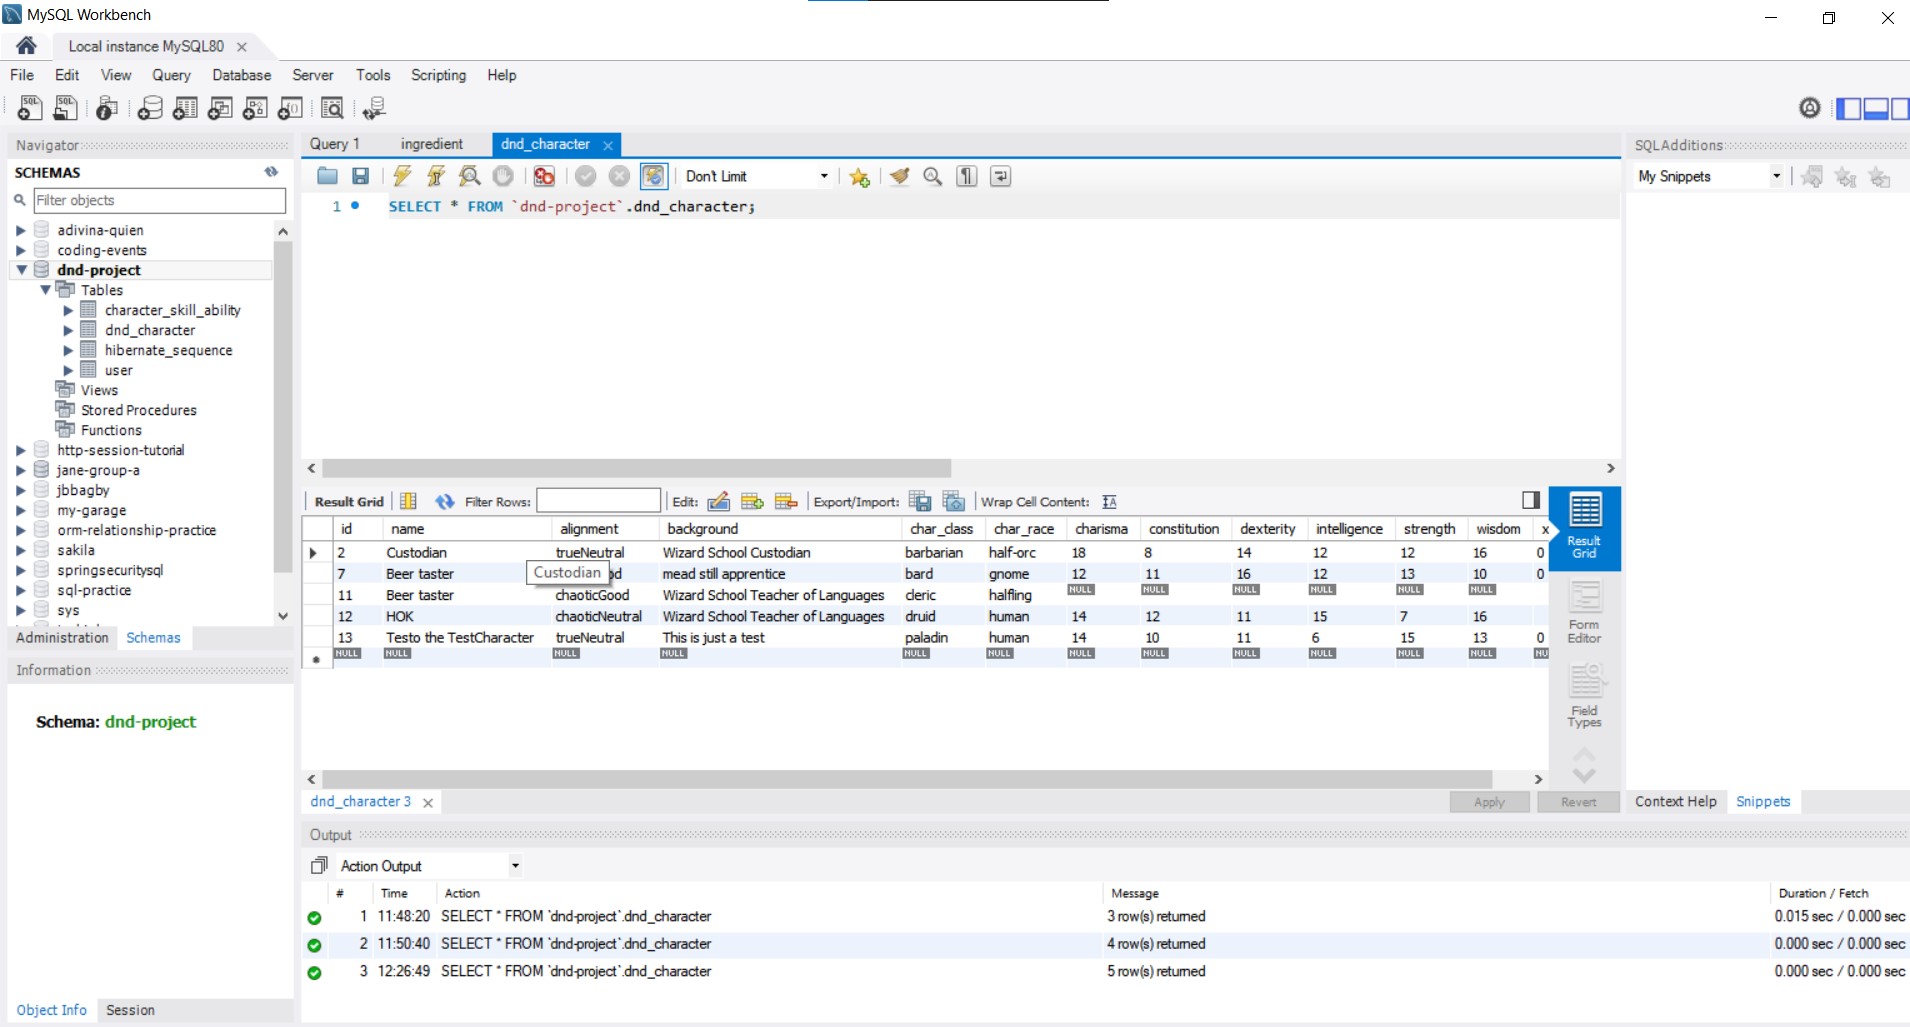 MySQL Workbench
Local instance MySQL80
File Edit View Query Database Server Tools Scripting Help
Navigator
SCHEMAS
Filter objects
adivina-quien
coding-events
dnd-project
Tables
character_skill_ability
dnd_character
hibernate_sequence
user
Views
Stored Procedures
Functions
http-session-tutorial
jane-group-a
jbbagby
my-garage
orm-relationship-practice
sakila
springsecuritysql
sql-practice
sys
Administration Schemas
Information
Schema: dnd-project
Object Info Session
Query 1 ingredient dnd_character
Don't Limit
1 SELECT * FROM `dnd-project`.dnd_character;
Result Grid Filter Rows: Edit: Export/Import: Wrap Cell Content:
id name alignment background char_class char_race charisma constitution dexterity intelligence strength wisdom x
2 Custodian trueNeutral Wizard School Custodian barbarian half-orc 18 8 14 12 12 16 0
7 Beer taster mead still apprentice bard gnome 12 11 16 12 13 10 0
Custodian
11 Beer taster chaoticGood Wizard School Teacher of Languages cleric halfling NULL NULL NULL NULL NULL NULL
12 HOK chaoticNeutral Wizard School Teacher of Languages druid human 14 12 11 15 7 16
13 Testo the TestCharacter trueNeutral This is just a test paladin human 14 10 11 6 15 13 0
NULL NULL NULL NULL NULL NULL NULL NULL NULL NULL NULL NULL NU
Result Grid
Form Editor
Field Types
dnd_character 3
Apply Revert
SQLAdditions
My Snippets
Context Help Snippets
Output
Action Output
# Time Action Message Duration / Fetch
1 11:48:20 SELECT * FROM `dnd-project`.dnd_character 3 row(s) returned 0.015 sec / 0.000 sec
2 11:50:40 SELECT * FROM `dnd-project`.dnd_character 4 row(s) returned 0.000 sec / 0.000 sec
3 12:26:49 SELECT * FROM `dnd-project`.dnd_character 5 row(s) returned 0.000 sec / 0.000 sec